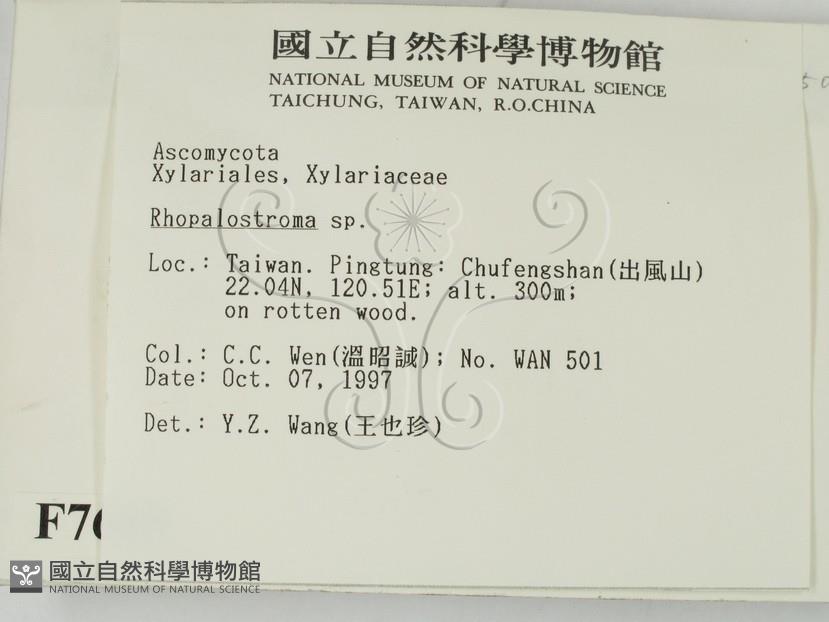 國立自然科學博物館
NATIONAL MUSEUM OF NATURAL SCIENCE
TAICHUNG, TAIWAN, R.O.CHINA
Ascomycota
Xylariales, Xylariaceae
Rhopalostroma sp.
Loc.: Taiwan. Pingtung: Chufengshan(出風山)
22.04N, 120.51E; alt. 300m;
on rotten wood.
Col.: C.C. Wen(溫昭誠); No. WAN 501
Date: Oct. 07, 1997
Det.: Y.Z. Wang(王也珍)
F7
國立自然科學博物館
NATIONAL MUSEUM OF NATURAL SCIENCE